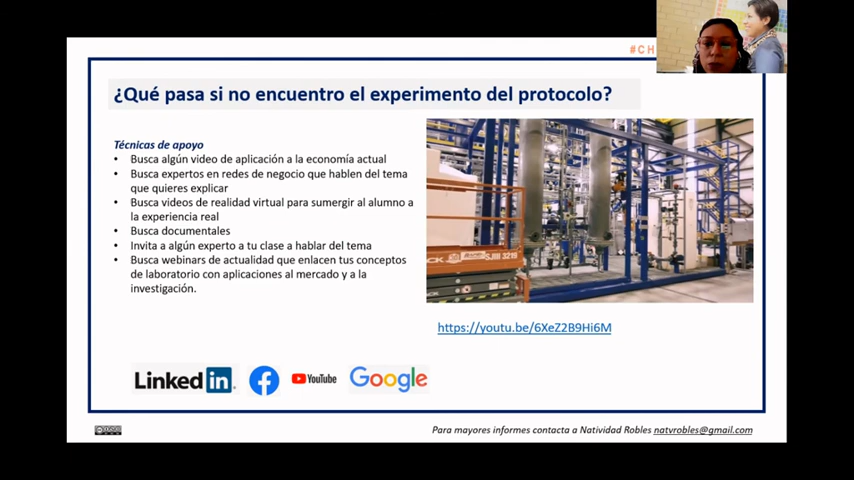 #CH
¿Qué pasa si no encuentro el experimento del protocolo?
Técnicas de apoyo
• Busca algún video de aplicación a la economía actual
• Busca expertos en redes de negocio que hablen del tema
que quieres explicar
• Busca videos de realidad virtual para sumergir al alumno a
la experiencia real
• Busca documentales
• Invita a algún experto a tu clase a hablar del tema
• Busca webinars de actualidad que enlacen tus conceptos
de laboratorio con aplicaciones al mercado y a la
investigación.
SJIII 3219
https://youtu.be/6XeZ2B9Hi6M
Linked in
YouTube
Google
Para mayores informes contacta a Natividad Robles natvrobles@gmail.com